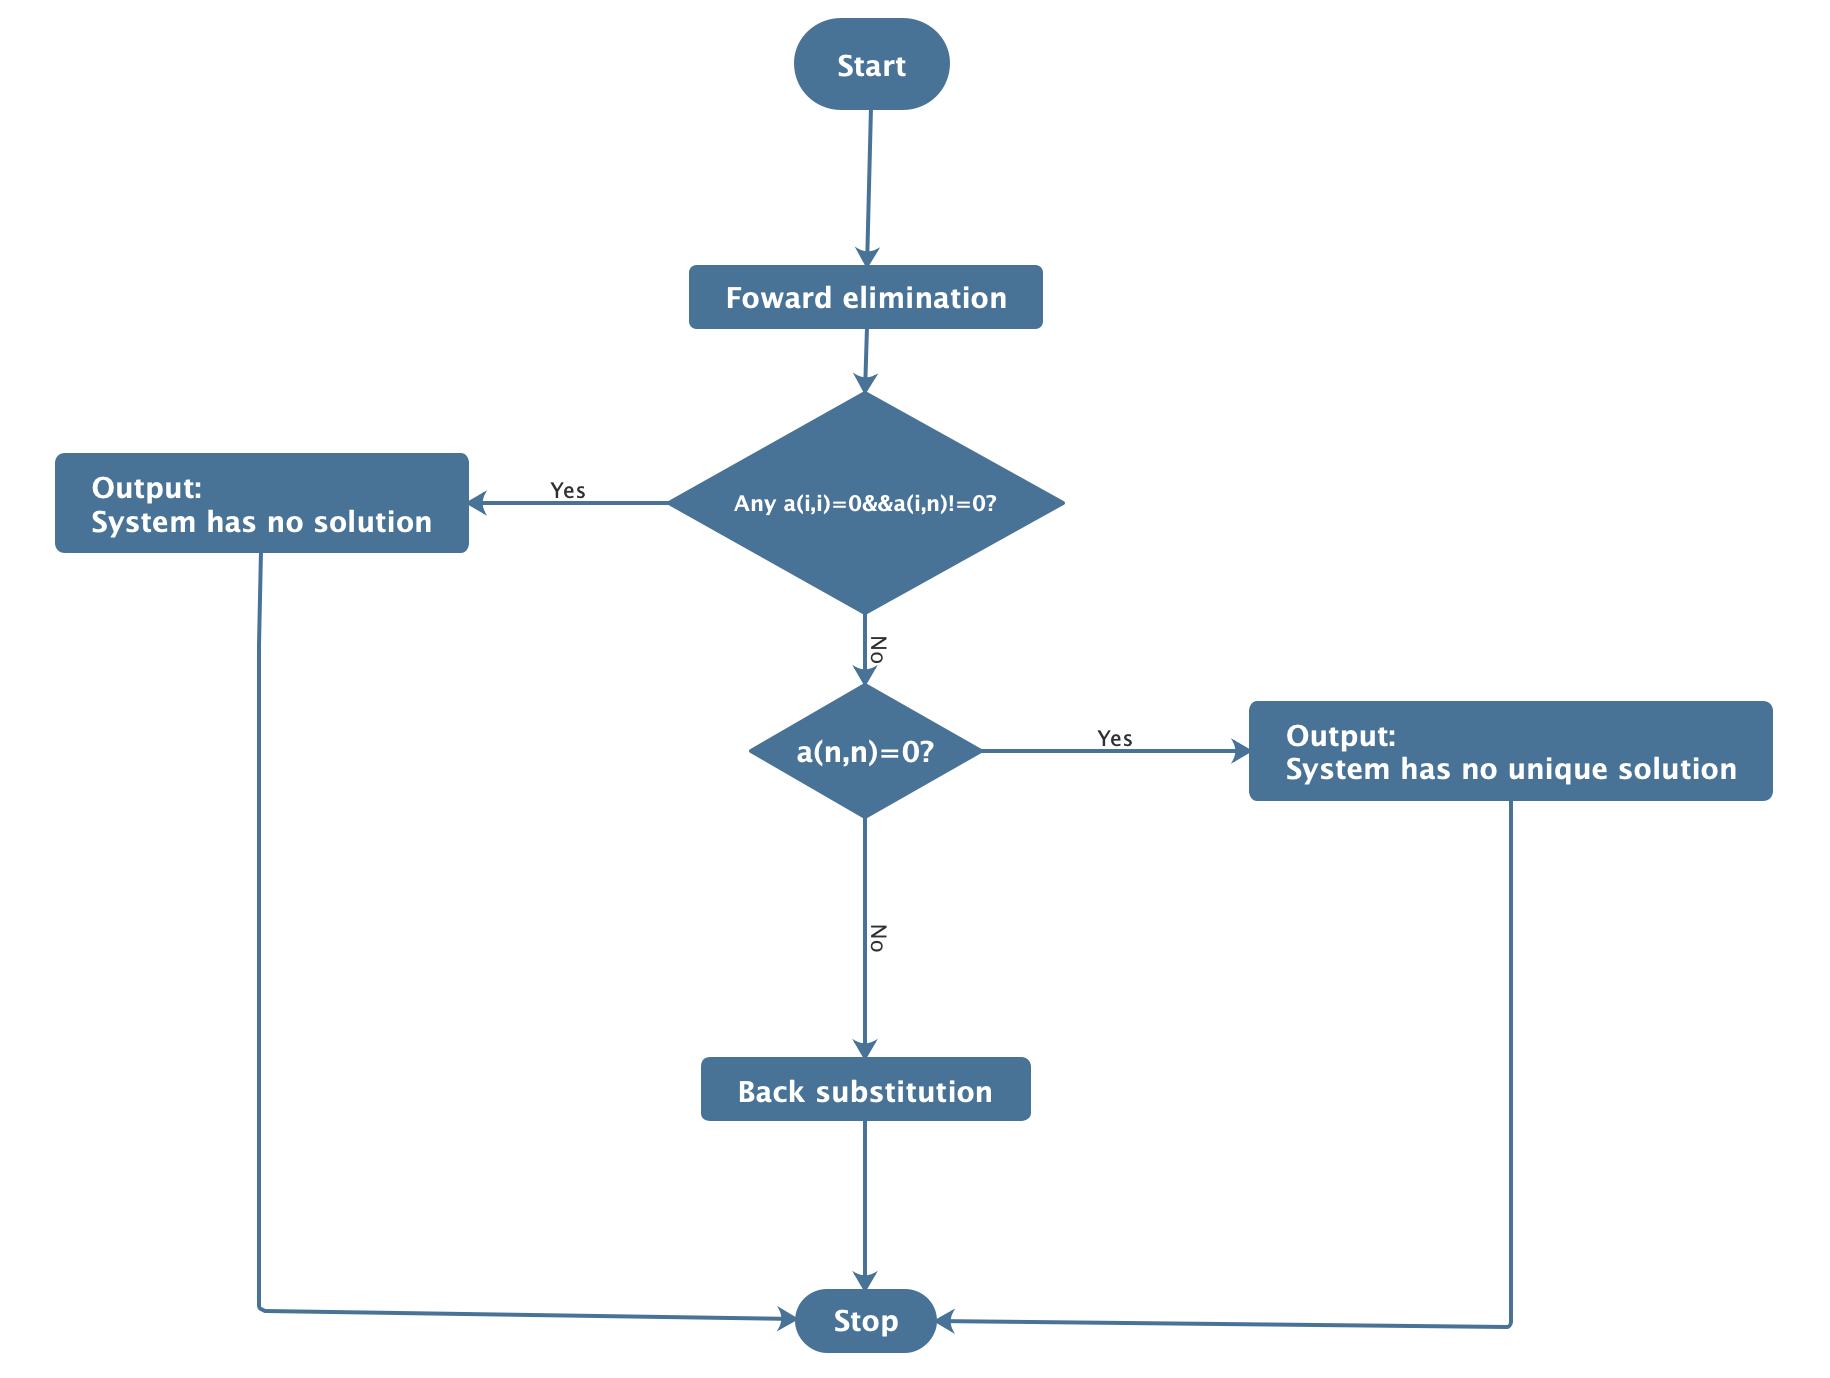 Start
Foward elimination
Any a(i,i)=0&&a(i,n)!=0?
Yes
Output:
System has no solution
No
a(n,n)=0?
Yes
Output:
System has no unique solution
No
Back substitution
Stop